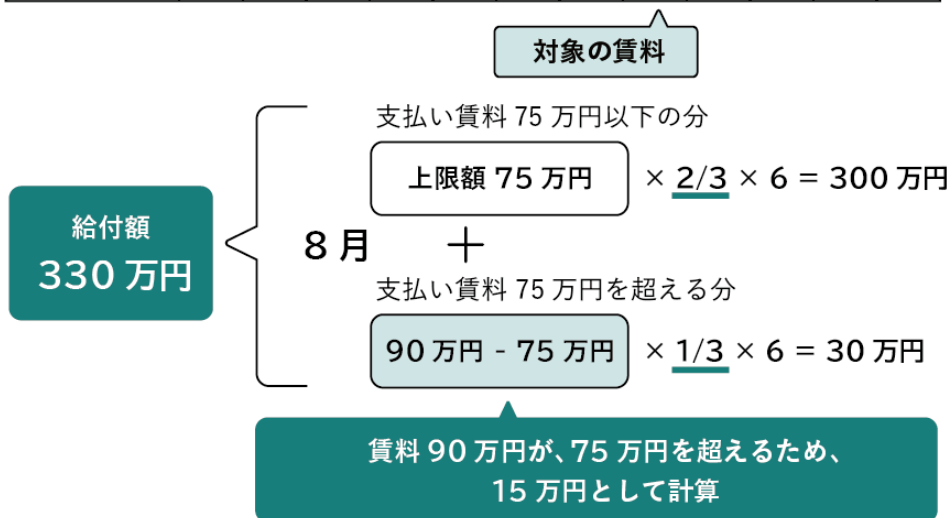 対象の賃料
支払い賃料 75 万円以下の分
上限額 75 万円 × 2/3 × 6 = 300 万円
給付額
330 万円
8 月 +
支払い賃料 75 万円を超える分
90 万円 - 75 万円 × 1/3 × 6 = 30 万円
賃料 90 万円が、75 万円を超えるため、
15 万円として計算